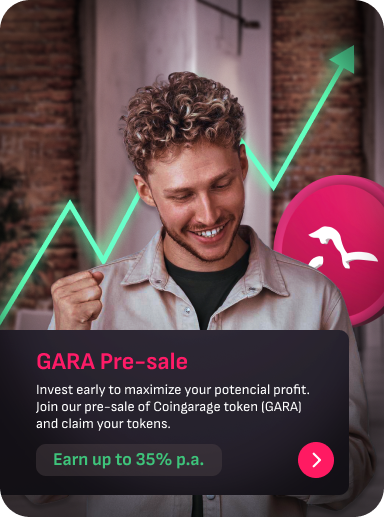 GARA Pre-sale
Invest early to maximize your potencial profit.
Join our pre-sale of Coingarage token (GARA)
and claim your tokens.
Earn up to 35% p.a.